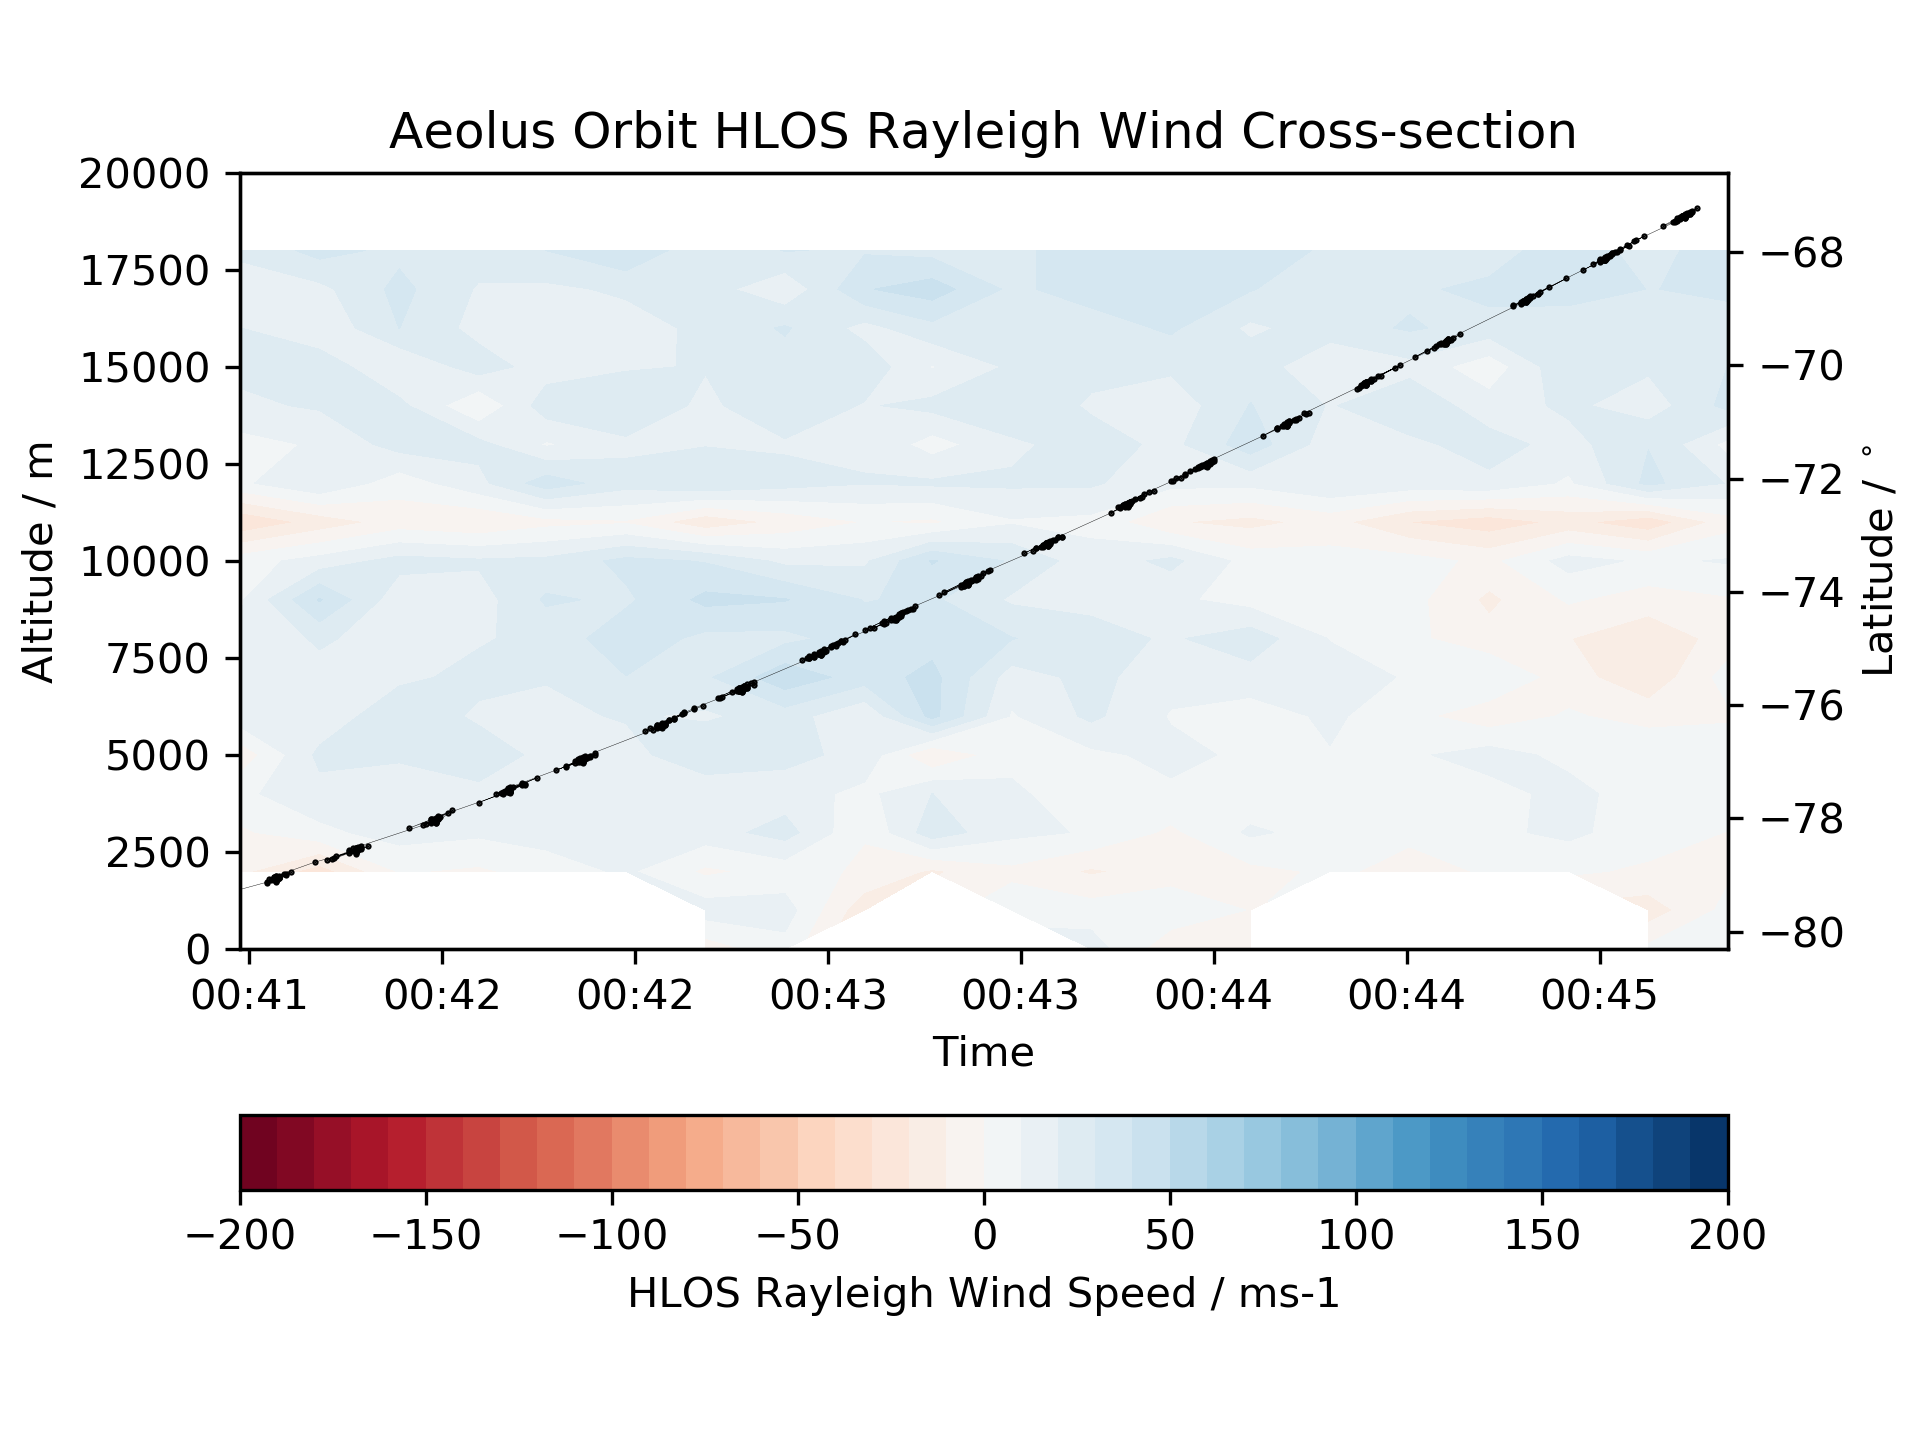 Aeolus Orbit HLOS Rayleigh Wind Cross-section
20000
17500
15000
12500
10000
7500
5000
2500
0
Altitude / m
−68
−70
−72
−74
−76
−78
−80
Latitude / °
00:41 00:42 00:42 00:43 00:43 00:44 00:44 00:45
Time
−200 −150 −100 −50 0 50 100 150 200
HLOS Rayleigh Wind Speed / ms-1